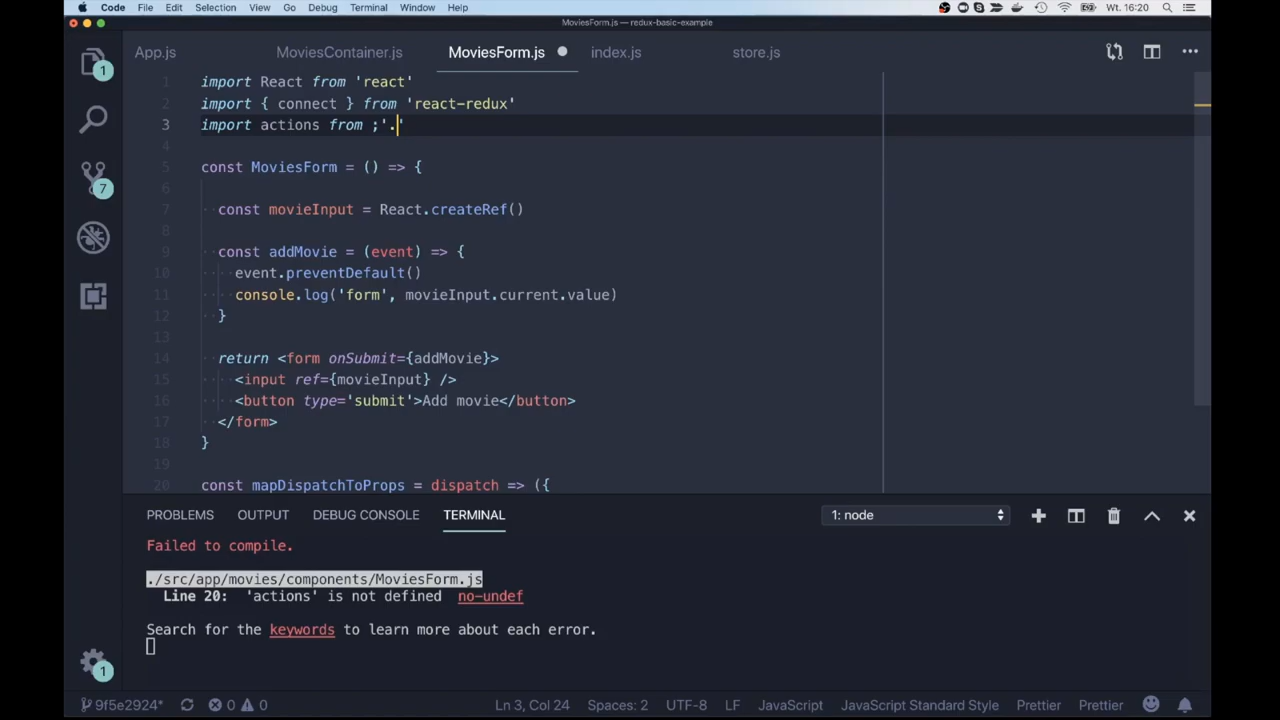 Code File Edit Selection View Go Debug Terminal Window Help Wt. 16:20
MoviesForm.js — redux-basic-example
App.js MoviesContainer.js MoviesForm.js index.js store.js
1 import React from 'react'
2 import { connect } from 'react-redux'
3 import actions from ;'.'
4
5 const MoviesForm = () => {
6
7 const movieInput = React.createRef()
8
9 const addMovie = (event) => {
10 event.preventDefault()
11 console.log('form', movieInput.current.value)
12 }
13
14 return <form onSubmit={addMovie}>
15 <input ref={movieInput} />
16 <button type='submit'>Add movie</button>
17 </form>
18 }
19
20 const mapDispatchToProps = dispatch => ({
1
7
PROBLEMS OUTPUT DEBUG CONSOLE TERMINAL 1: node
Failed to compile.
./src/app/movies/components/MoviesForm.js
Line 20: 'actions' is not defined no-undef
Search for the keywords to learn more about each error.
1
9f5e2924* 0 0 Ln 3, Col 24 Spaces: 2 UTF-8 LF JavaScript JavaScript Standard Style Prettier Prettier